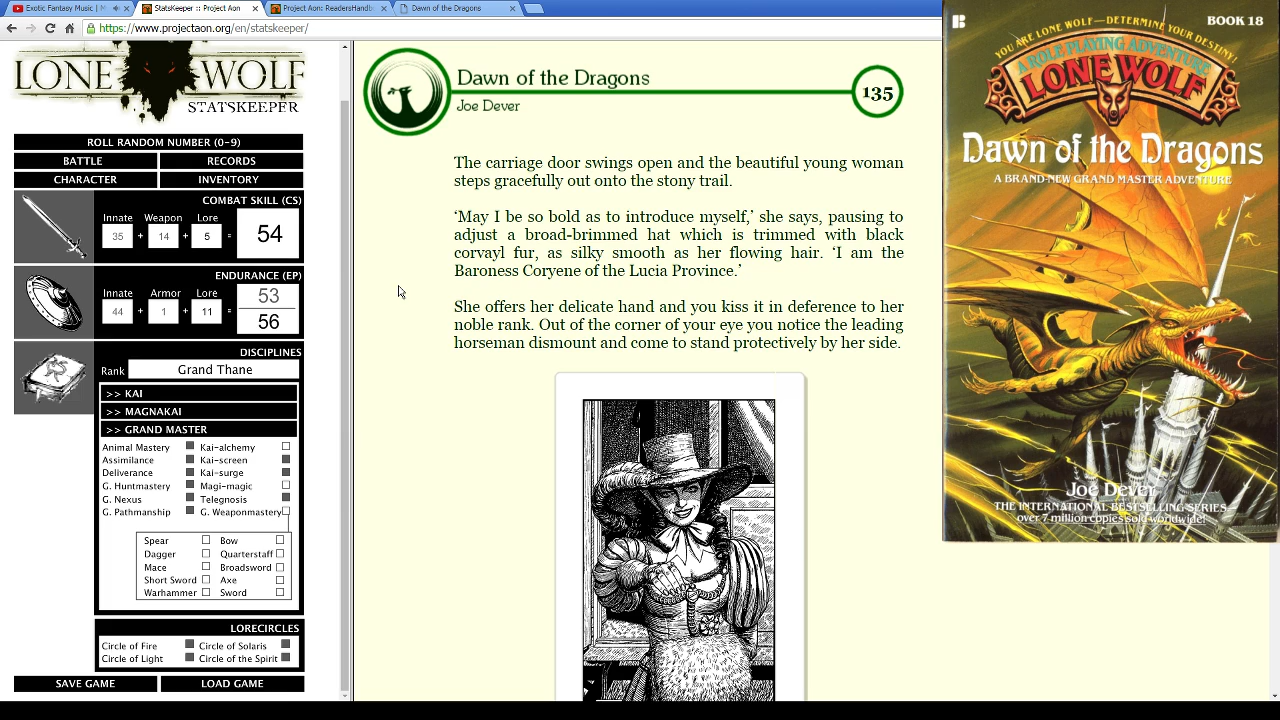 Exotic Fantasy Music | M
StatsKeeper :: Project Aon
Project Aon: ReadersHandb
Dawn of the Dragons
https://www.projectaon.org/en/statskeeper/
LONE WOLF
STATSKEEPER
ROLL RANDOM NUMBER (0-9)
BATTLE RECORDS
CHARACTER INVENTORY
COMBAT SKILL (CS)
Innate Weapon Lore
35 + 14 + 5 = 54
ENDURANCE (EP)
Innate Armor Lore
53
44 + 1 + 11 =
56
DISCIPLINES
Rank Grand Thane
>> KAI
>> MAGNAKAI
>> GRAND MASTER
Animal Mastery Kai-alchemy
Assimilance Kai-screen
Deliverance Kai-surge
G. Huntmastery Magi-magic
G. Nexus Telegnosis
G. Pathmanship G. Weaponmastery
Spear Bow
Dagger Quarterstaff
Mace Broadsword
Short Sword Axe
Warhammer Sword
LORECIRCLES
Circle of Fire Circle of Solaris
Circle of Light Circle of the Spirit
SAVE GAME LOAD GAME
Dawn of the Dragons
Joe Dever
135
The carriage door swings open and the beautiful young woman
steps gracefully out onto the stony trail.
‘May I be so bold as to introduce myself,’ she says, pausing to
adjust a broad-brimmed hat which is trimmed with black
corvayl fur, as silky smooth as her flowing hair. ‘I am the
Baroness Coryene of the Lucia Province.’
She offers her delicate hand and you kiss it in deference to her
noble rank. Out of the corner of your eye you notice the leading
horseman dismount and come to stand protectively by her side.
B
BOOK 18
YOU ARE LONE WOLF—DETERMINE YOUR DESTINY!
A ROLE PLAYING ADVENTURE
LONE WOLF
Dawn of the Dragons
A BRAND-NEW GRAND MASTER ADVENTURE
Joe Dever
THE INTERNATIONAL BESTSELLING SERIES—
over 7 million copies sold worldwide!